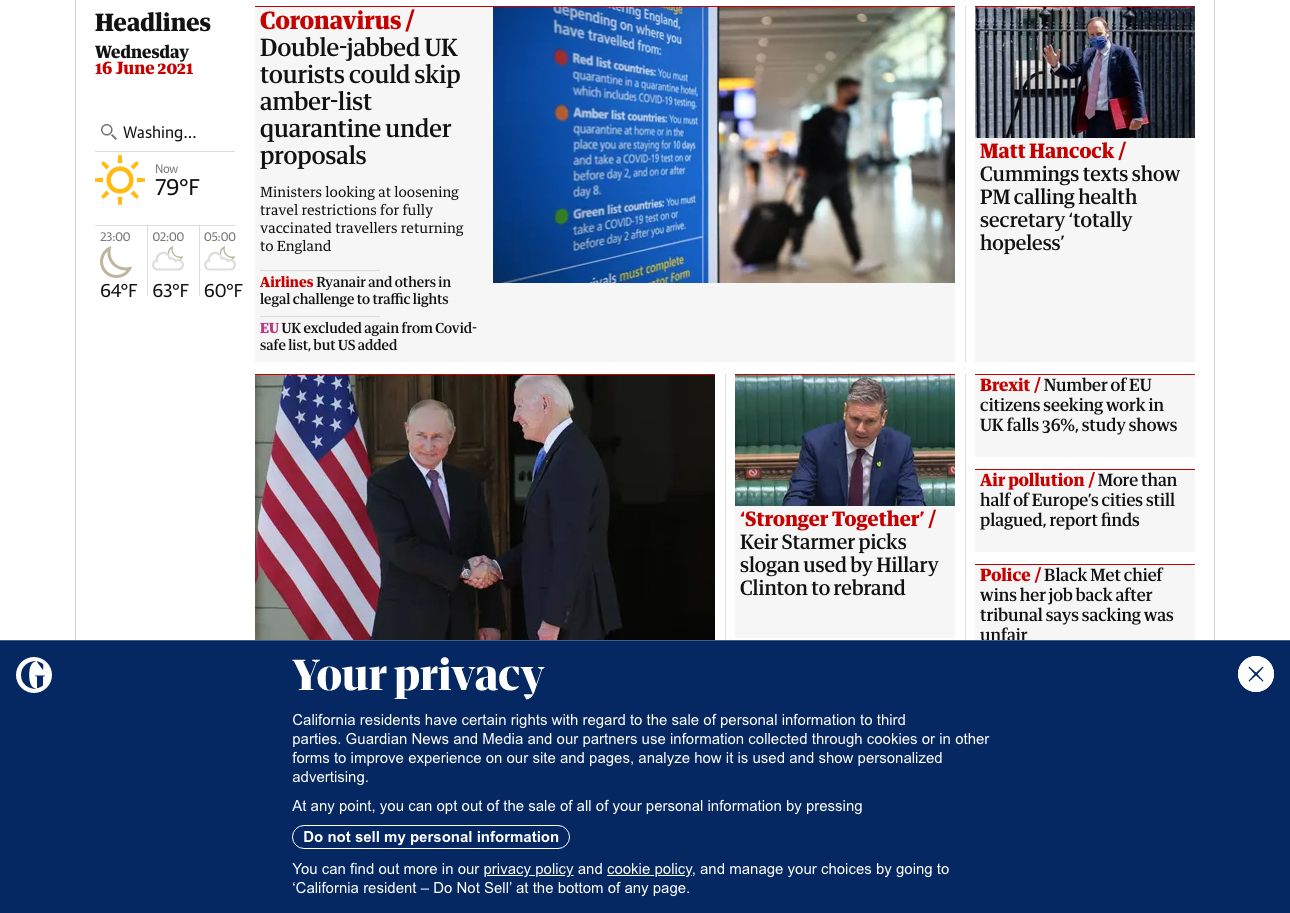 Headlines
Wednesday
16 June 2021
Washing...
Now
79°F
23:00
64°F
02:00
63°F
05:00
60°F
Coronavirus /
Double-jabbed UK
tourists could skip
amber-list
quarantine under
proposals
Ministers looking at loosening
travel restrictions for fully
vaccinated travellers returning
to England
Airlines Ryanair and others in
legal challenge to traffic lights
EU UK excluded again from Covid-
safe list, but US added
England,
depending on where you
have travelled from:
Red list countries: You must
quarantine in a quarantine hotel,
which includes COVID-19 testing.
Amber list countries: You must
quarantine at home or in the
place you are staying for 10 days
and take a COVID-19 test on or
before day 2, and on or after
day 8.
Green list countries: You must
take a COVID-19 test on or
before day 2 after you arrive.
must complete
Form
Matt Hancock /
Cummings texts show
PM calling health
secretary ‘totally
hopeless’
‘Stronger Together’ /
Keir Starmer picks
slogan used by Hillary
Clinton to rebrand
Brexit / Number of EU
citizens seeking work in
UK falls 36%, study shows
Air pollution / More than
half of Europe’s cities still
plagued, report finds
Police / Black Met chief
wins her job back after
tribunal says sacking was
unfair
Your privacy
California residents have certain rights with regard to the sale of personal information to third
parties. Guardian News and Media and our partners use information collected through cookies or in other
forms to improve experience on our site and pages, analyze how it is used and show personalized
advertising.
At any point, you can opt out of the sale of all of your personal information by pressing
Do not sell my personal information
You can find out more in our privacy policy and cookie policy, and manage your choices by going to
‘California resident – Do Not Sell’ at the bottom of any page.